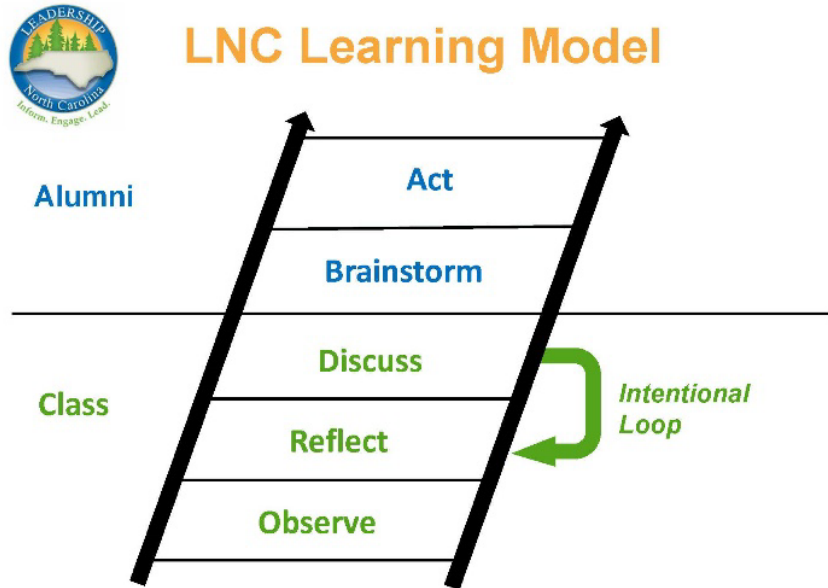 LEADERSHIP
North Carolina
Inform. Engage. Lead.
LNC Learning Model
Alumni
Act
Brainstorm
Class
Discuss
Reflect
Observe
Intentional
Loop